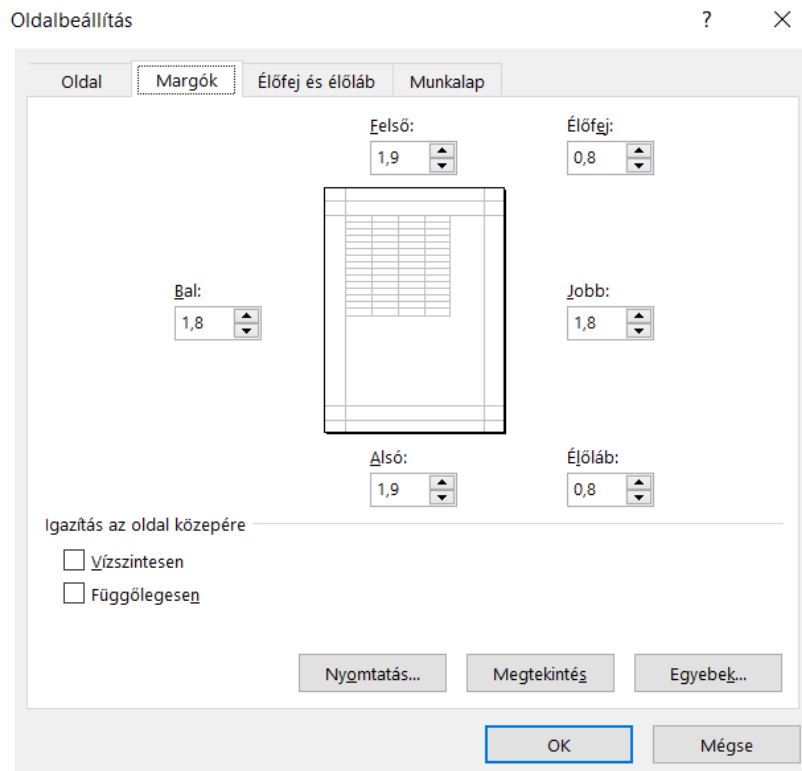 Oldalbeállítás ?
Oldal Margók Élőfej és élőláb Munkalap
Felső: Élőfej:
1,9 0,8
Bal: Jobb:
1,8 1,8
Alsó: Élőláb:
1,9 0,8
Igazítás az oldal közepére
Vízszintesen
Függőlegesen
Nyomtatás... Megtekintés Egyebek...
OK Mégse